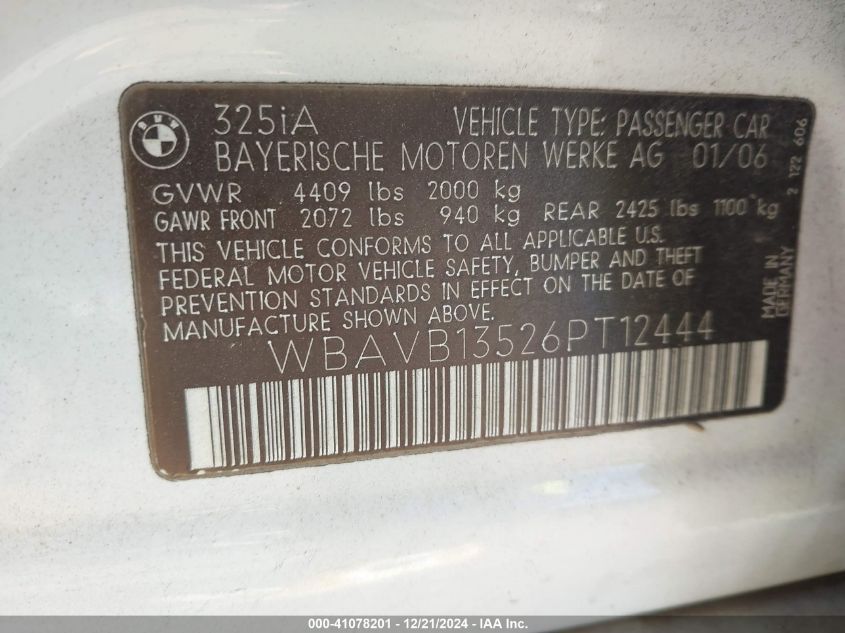 BMW
325iA VEHICLE TYPE: PASSENGER CAR
BAYERISCHE MOTOREN WERKE AG 01/06
GVWR 4409 lbs 2000 kg
GAWR FRONT 2072 lbs 940 kg REAR 2425 lbs 1100 kg
THIS VEHICLE CONFORMS TO ALL APPLICABLE U.S.
FEDERAL MOTOR VEHICLE SAFETY, BUMPER AND THEFT
PREVENTION STANDARDS IN EFFECT ON THE DATE OF
MANUFACTURE SHOWN ABOVE.
WBAVB13526PT12444
MADE IN
GERMANY
2 122 606
000-41078201 - 12/21/2024 - IAA Inc.